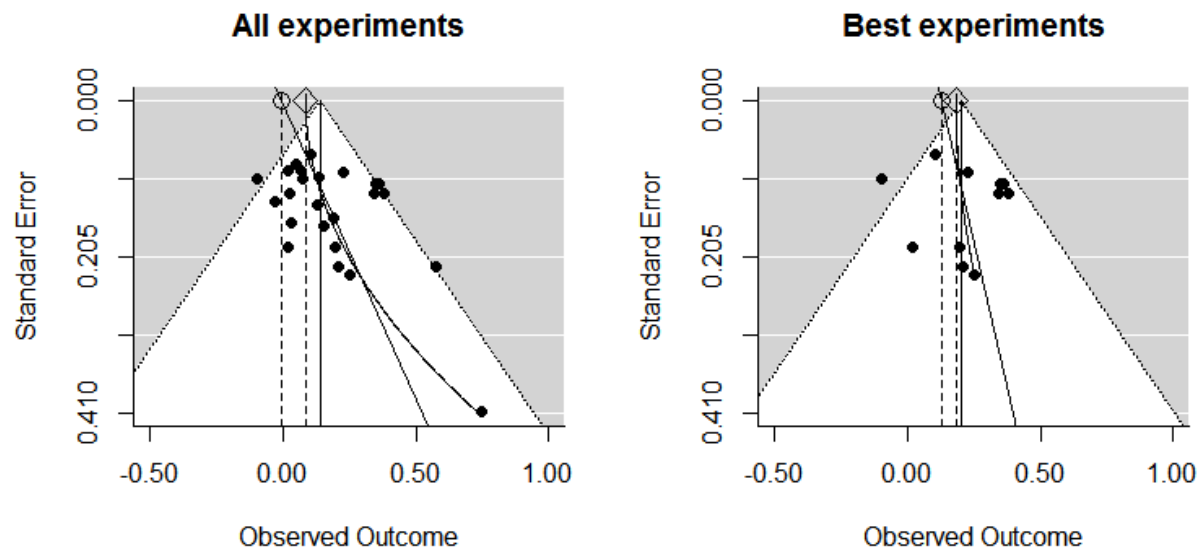 All experiments
Standard Error
0.000
0.205
0.410
-0.50 0.00 0.50 1.00
Observed Outcome
Best experiments
Standard Error
0.000
0.205
0.410
-0.50 0.00 0.50 1.00
Observed Outcome